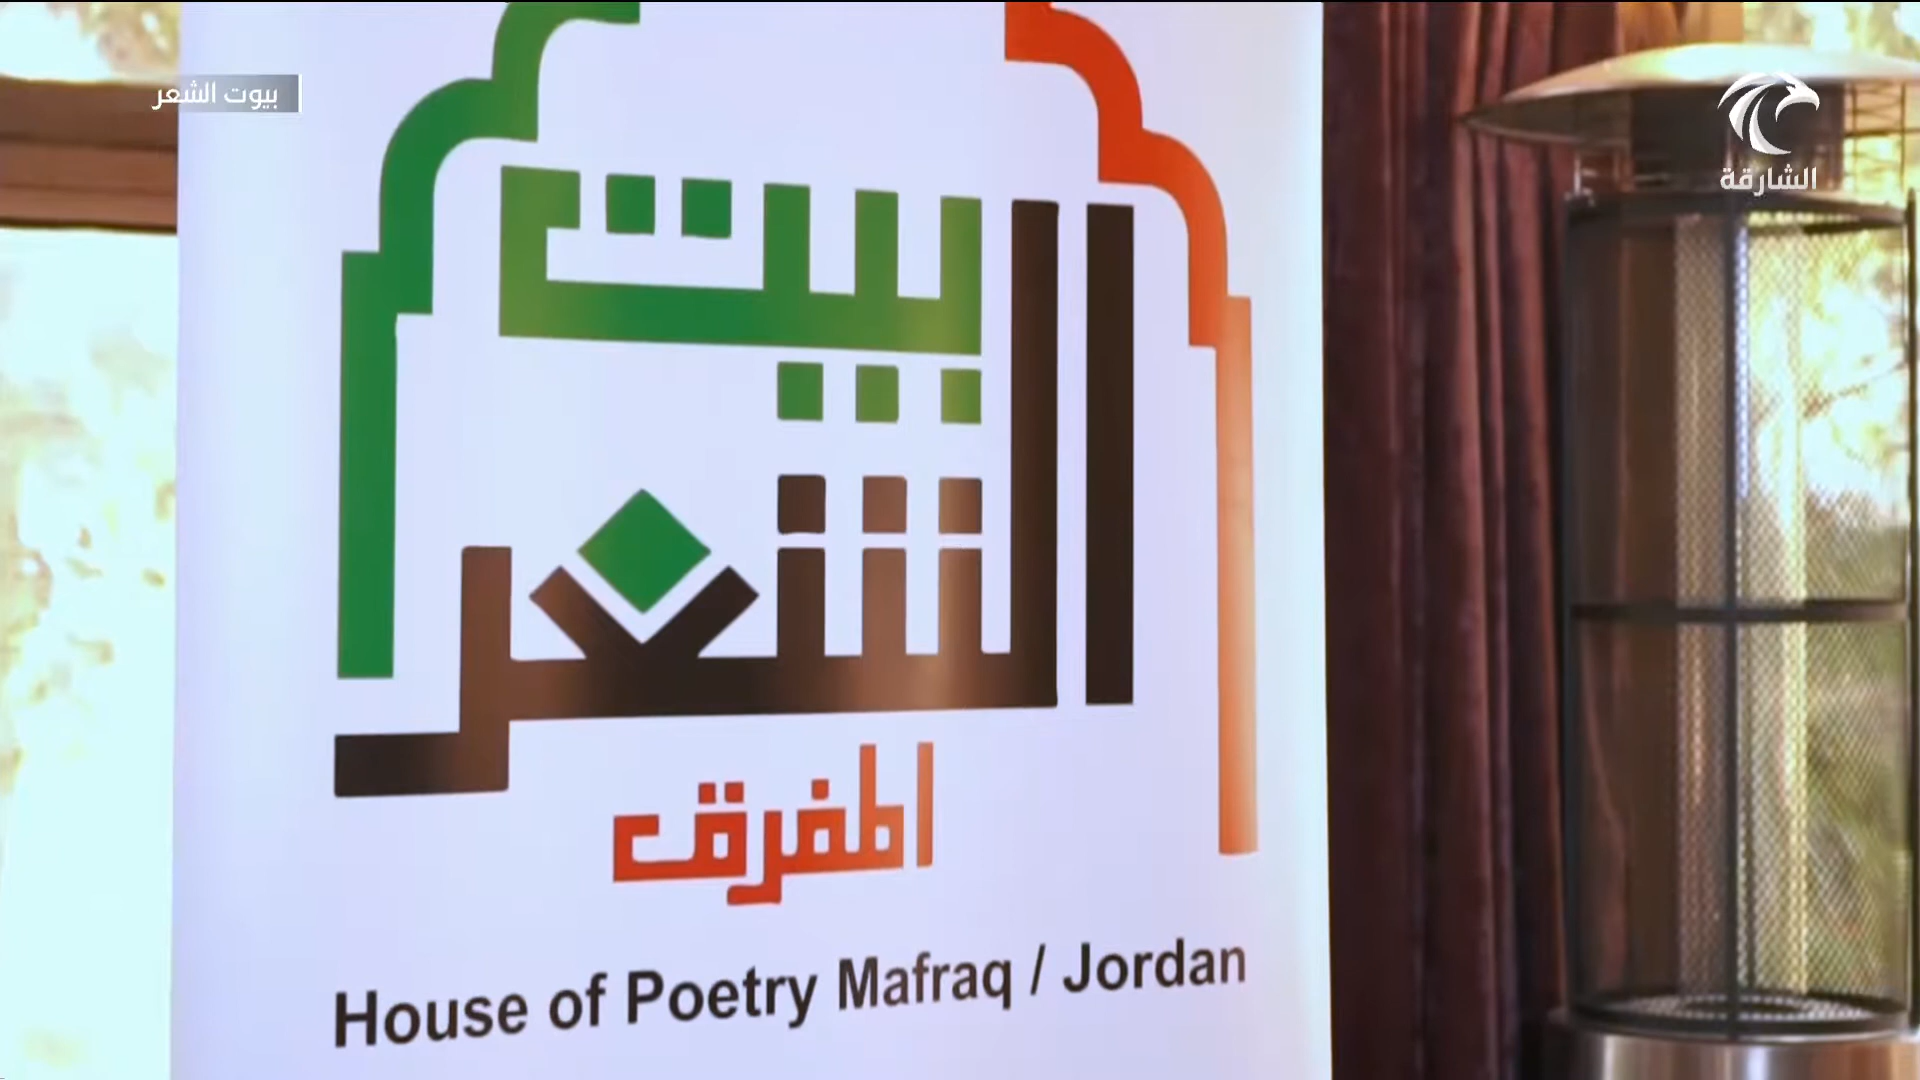 بيوت الشعر
الشارقة
بيت
الشعر
المفرق
House of Poetry Mafraq / Jordan